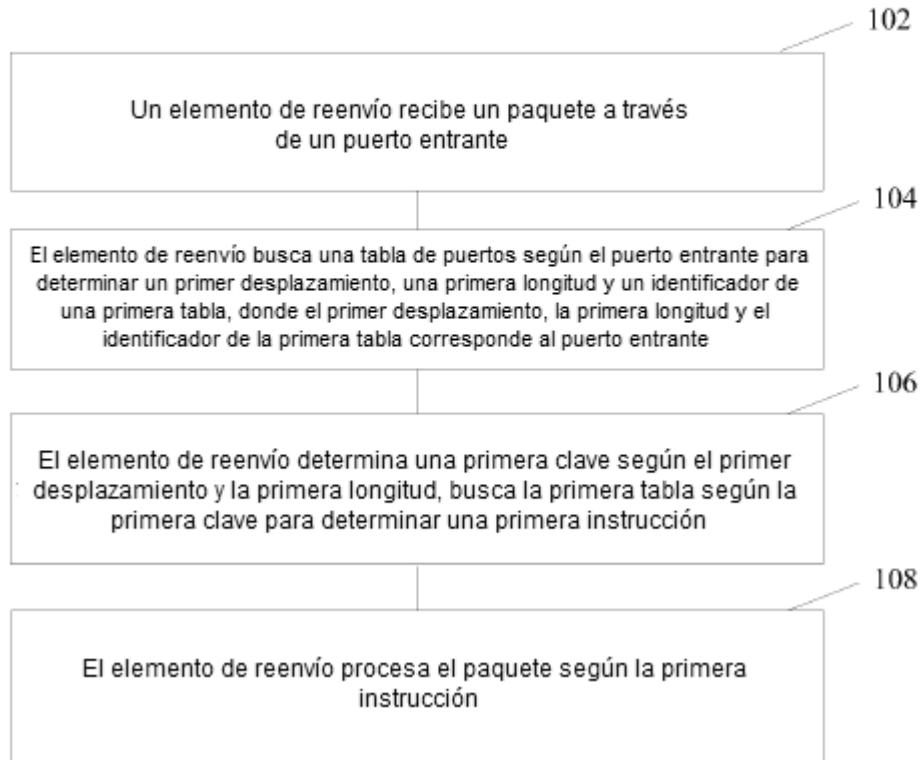 102
Un elemento de reenvío recibe un paquete a través
de un puerto entrante
104
El elemento de reenvío busca una tabla de puertos según el puerto entrante para
determinar un primer desplazamiento, una primera longitud y un identificador de
una primera tabla, donde el primer desplazamiento, la primera longitud y el
identificador de la primera tabla corresponde al puerto entrante
106
El elemento de reenvío determina una primera clave según el primer
desplazamiento y la primera longitud, busca la primera tabla según la
primera clave para determinar una primera instrucción
108
El elemento de reenvío procesa el paquete según la primera
instrucción